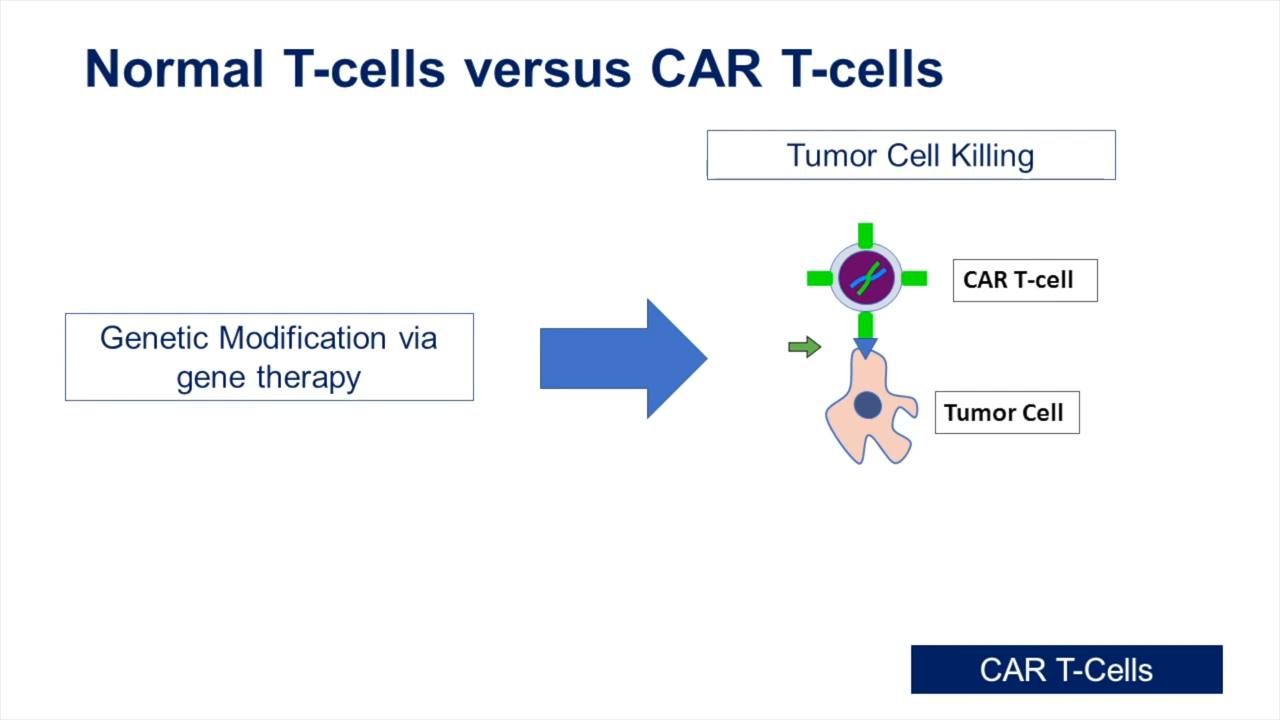 Normal T-cells versus CAR T-cells
Tumor Cell Killing
CAR T-cell
Genetic Modification via
gene therapy
Tumor Cell
CAR T-Cells